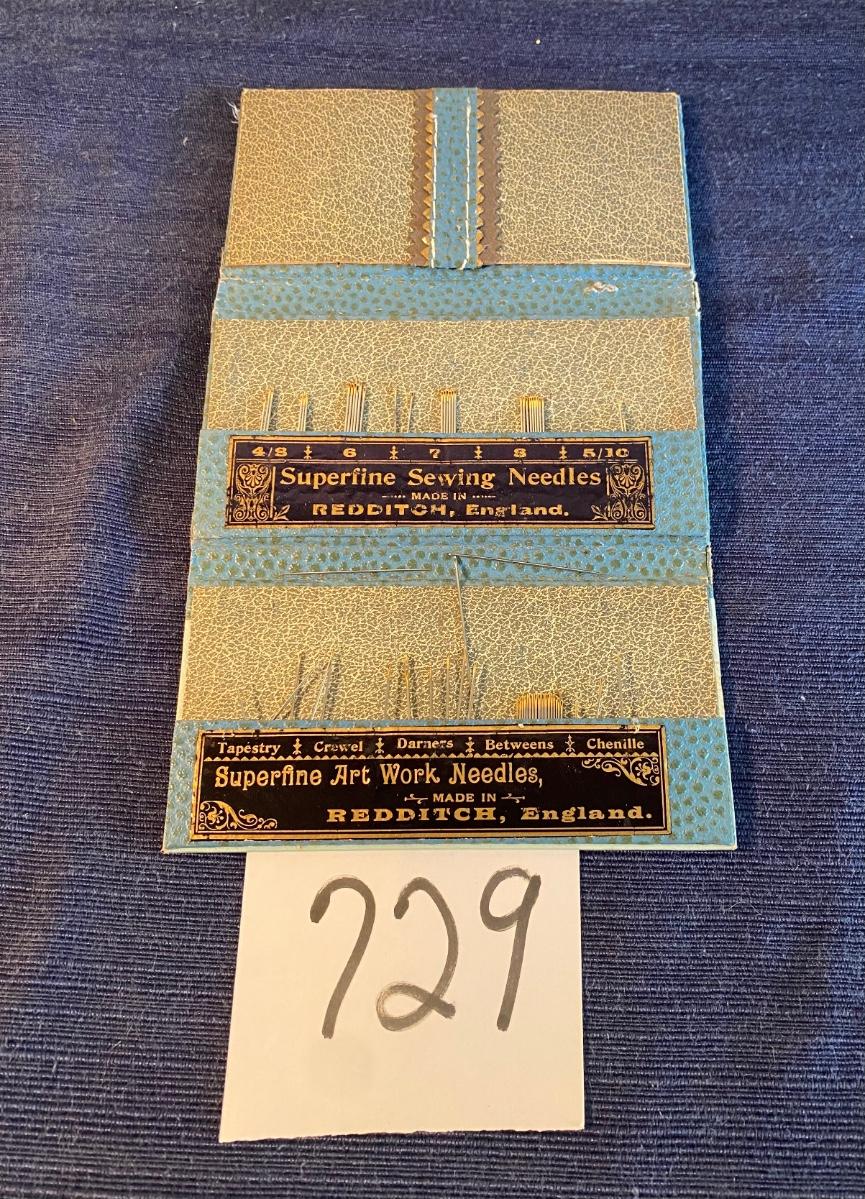 4/8 6 7 8 5/10
Superfine Sewing Needles
MADE IN
REDDITCH, England.
Tapestry Crewel Darners Betweens Chenille
Superfine Art Work Needles,
MADE IN
REDDITCH, England.
729